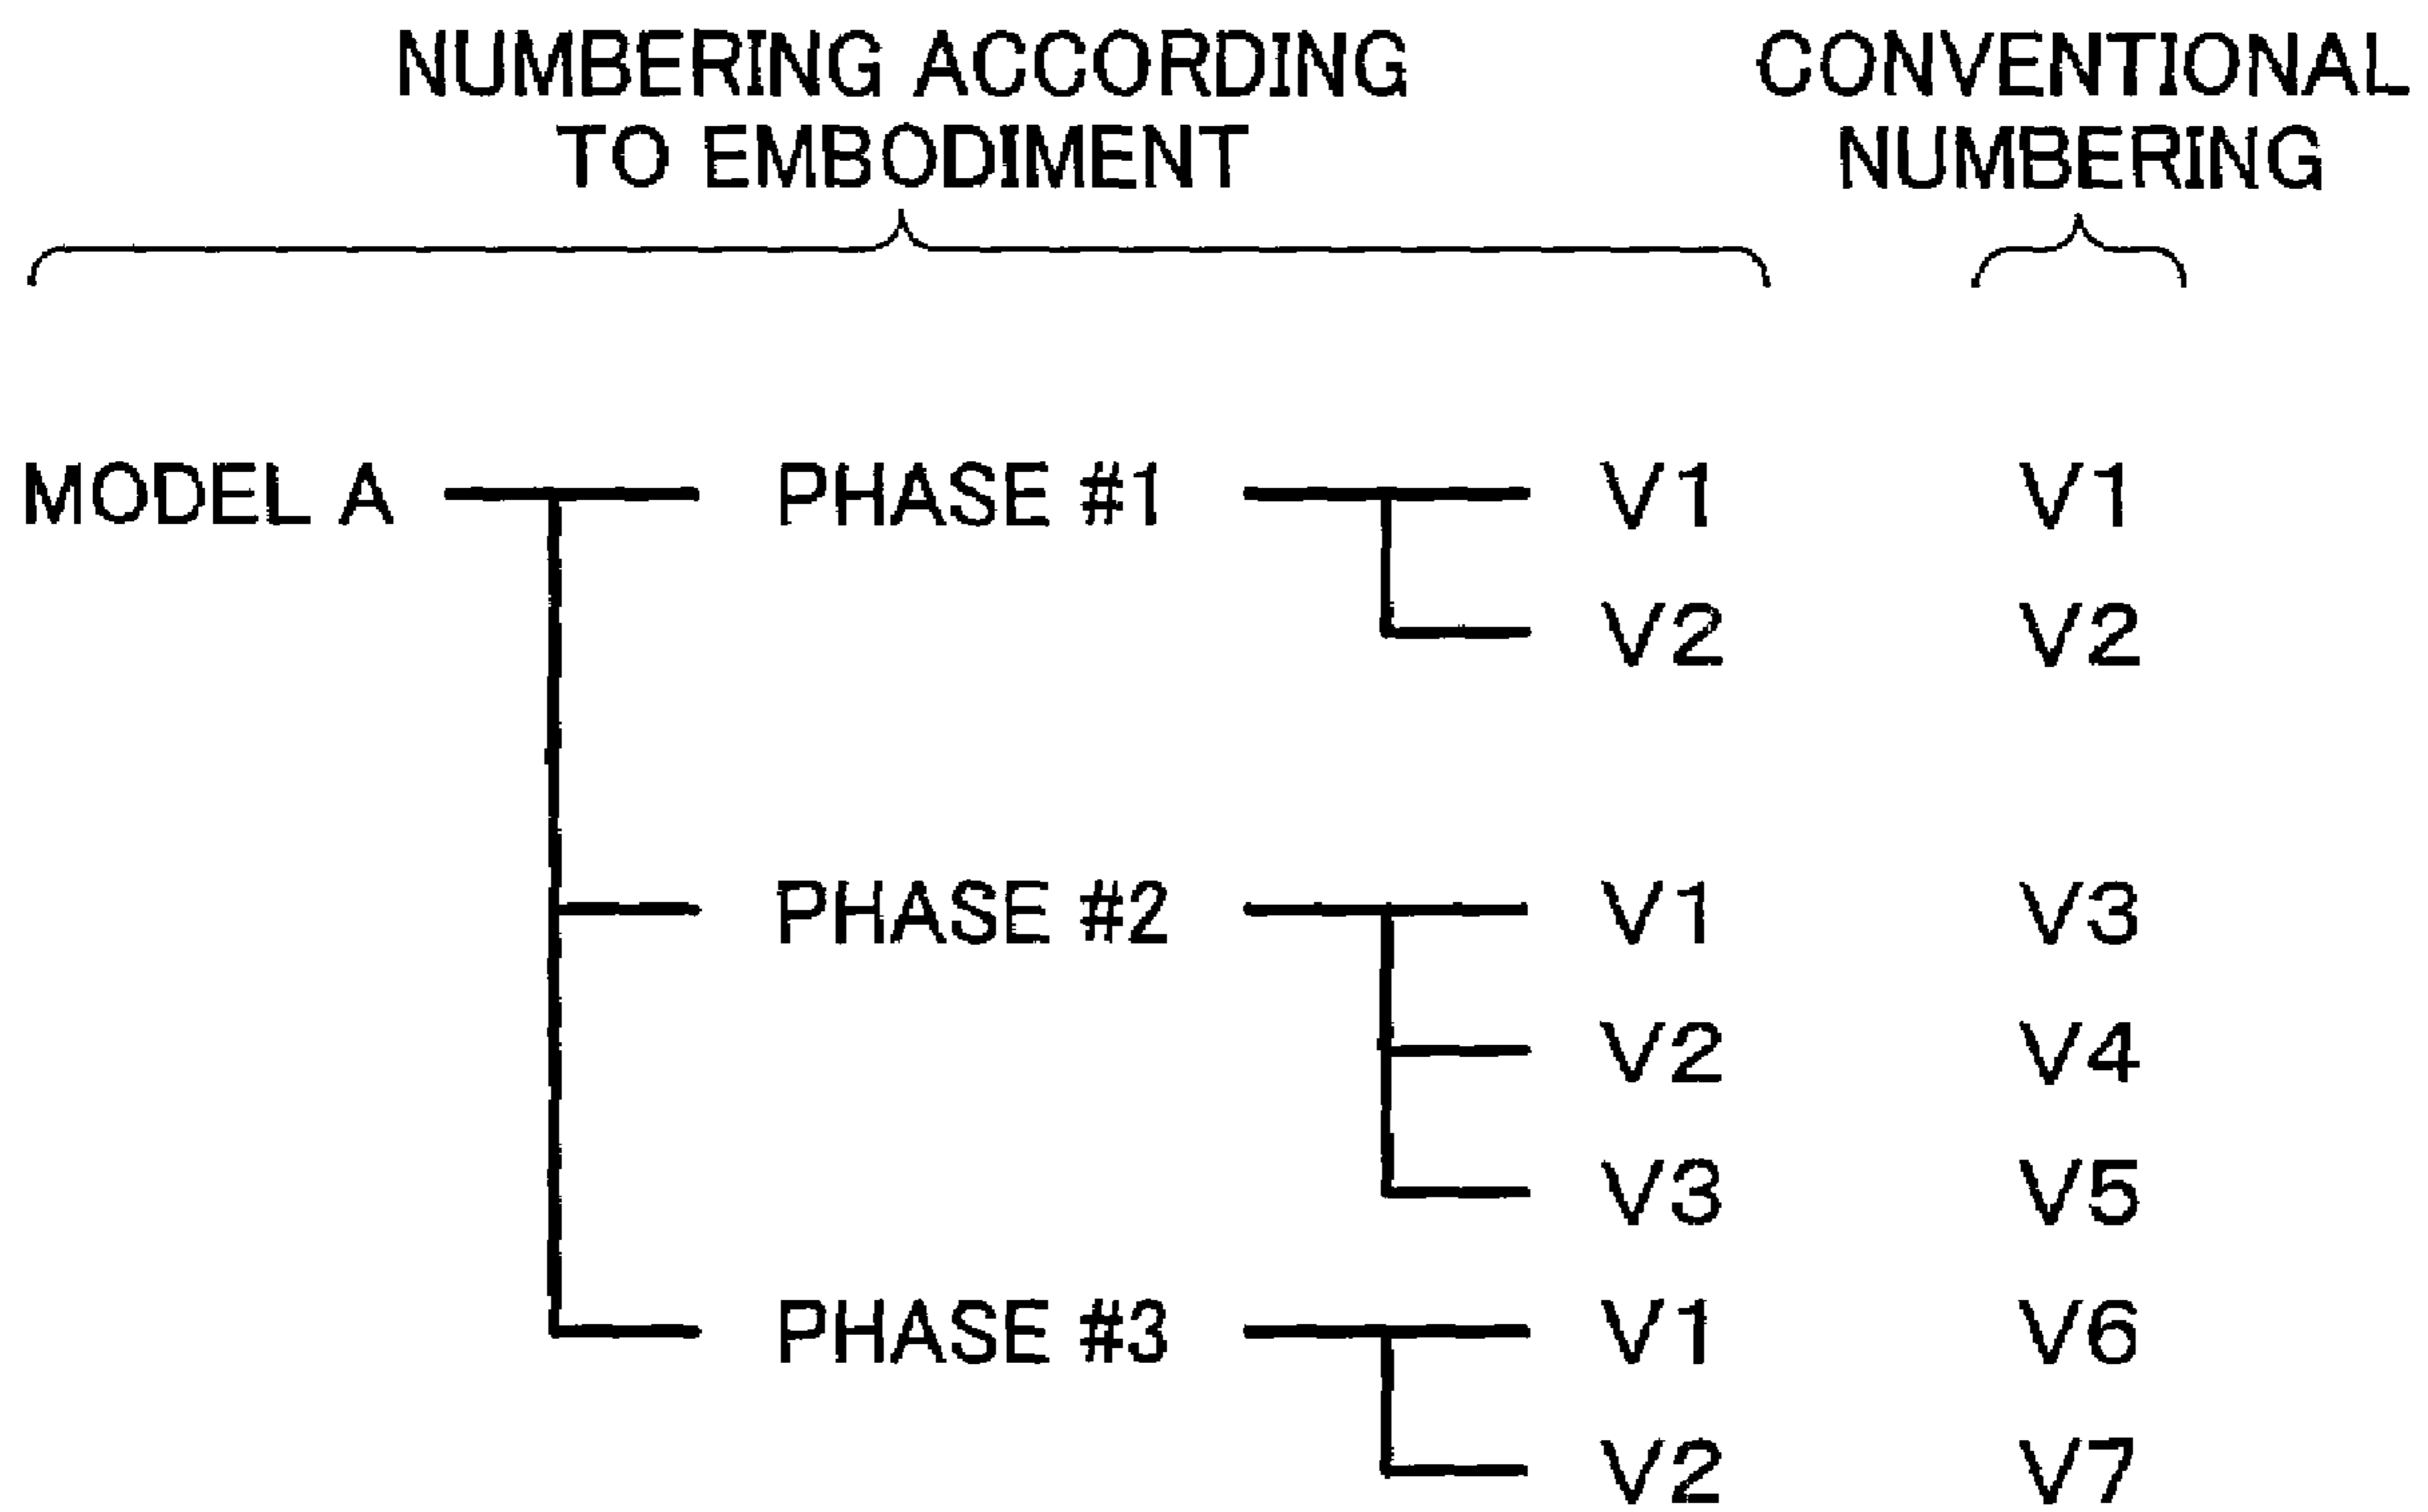 NUMBERING ACCORDING TO EMBODIMENT
CONVENTIONAL NUMBERING
MODEL A PHASE #1 V1 V1
V2 V2
PHASE #2 V1 V3
V2 V4
V3 V5
PHASE #3 V1 V6
V2 V7